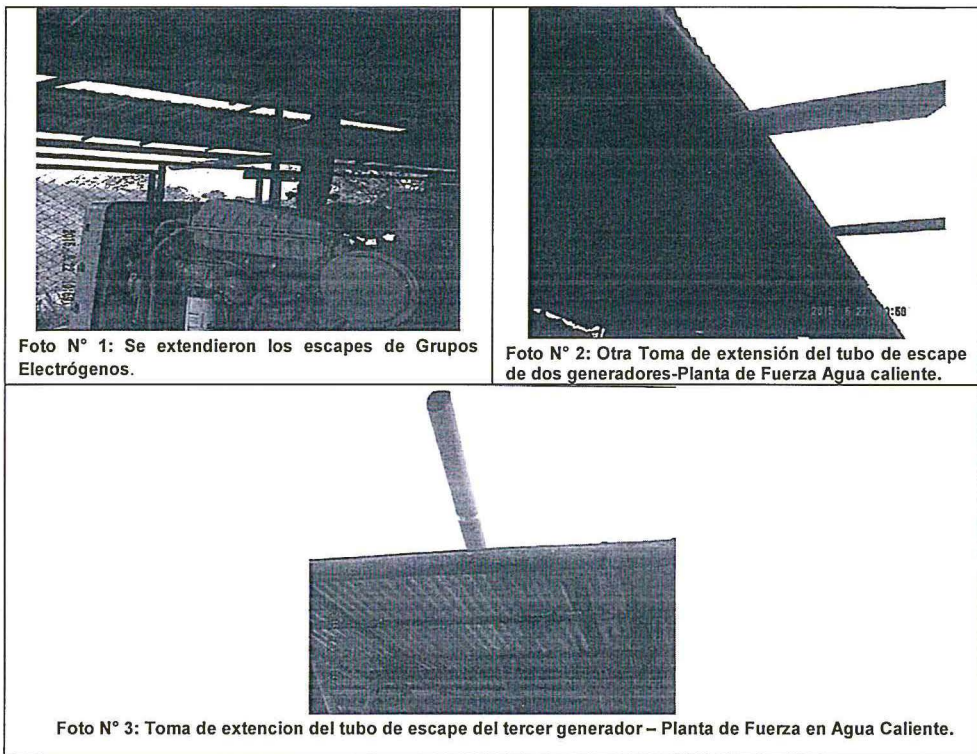 Foto N° 1: Se extendieron los escapes de Grupos
Electrógenos.
Foto N° 2: Otra Toma de extensión del tubo de escape
de dos generadores-Planta de Fuerza Agua caliente.
Foto N° 3: Toma de extencion del tubo de escape del tercer generador – Planta de Fuerza en Agua Caliente.